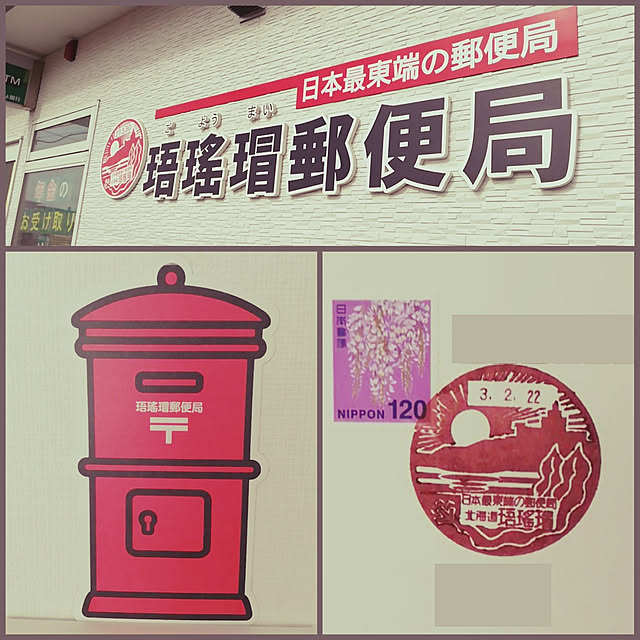 日本最東端の郵便局
ごようまい
珸瑤瑁郵便局
TM
お受け取り
珸瑤瑁郵便局
〒
日本郵便
NIPPON 120
3. 2. 22
日本最東端の郵便局
北海道 珸瑤瑁